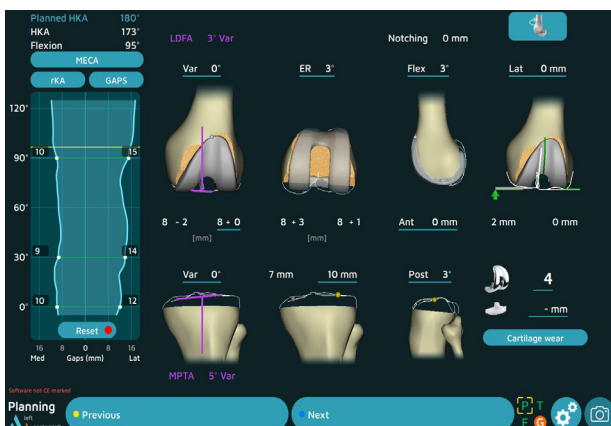 Planned HKA 180°
HKA 173°
Flexion 95°
MECA
rKA GAPS
LDFA 3° Var
Notching 0 mm
Var 0°
ER 3°
Flex 3°
Lat 0 mm
120°
90°
60°
30°
0°
10 15
9 14
10 12
Reset
16 8 0 8 16
Med Gaps (mm) Lat
8 - 2 8 + 0
[mm]
8 + 3 8 + 1
[mm]
Ant 0 mm
2 mm 0 mm
Var 0°
7 mm 10 mm
Post 3°
4
- mm
Cartilage wear
MPTA 5° Var
Software not CE marked
Planning
left
Previous
Next
P T
F G